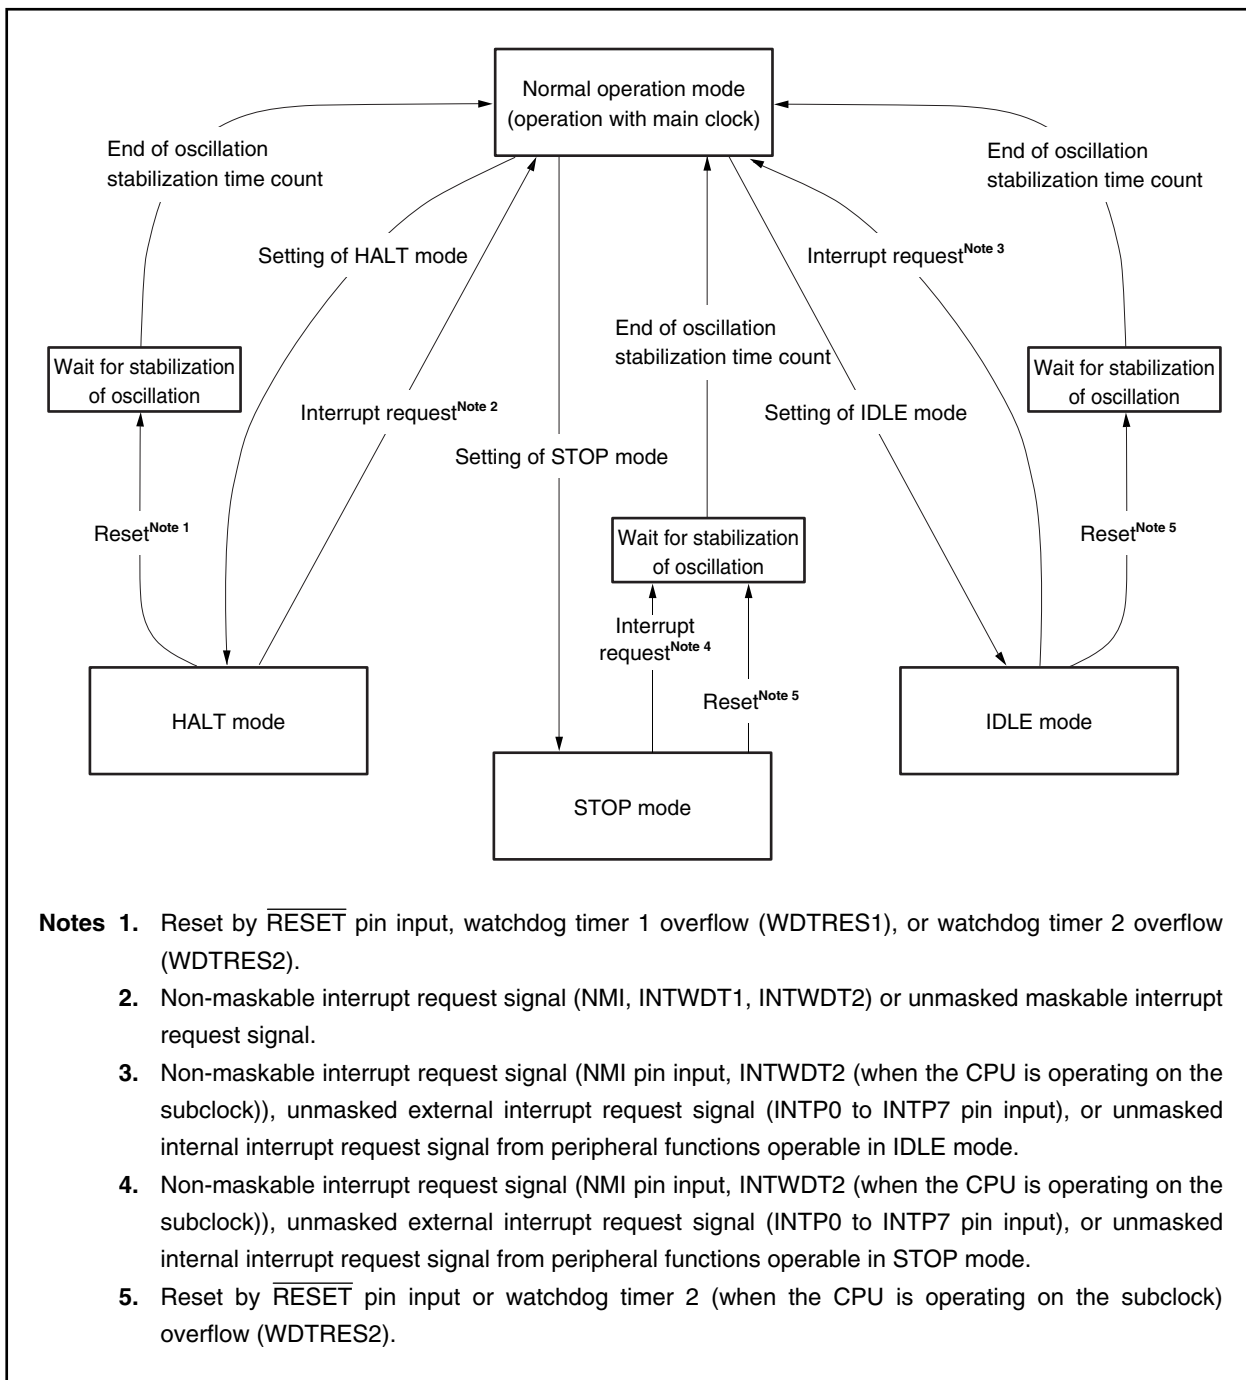 Normal operation mode
(operation with main clock)
End of oscillation
stabilization time count
End of oscillation
stabilization time count
Setting of HALT mode
Interrupt request Note 3
End of oscillation
stabilization time count
Wait for stabilization
of oscillation
Wait for stabilization
of oscillation
Interrupt request Note 2
Setting of IDLE mode
Setting of STOP mode
Reset Note 1
Wait for stabilization
of oscillation
Reset Note 5
Interrupt
request Note 4
Reset Note 5
HALT mode
IDLE mode
STOP mode
Notes 1. Reset by RESET pin input, watchdog timer 1 overflow (WDTRES1), or watchdog timer 2 overflow
(WDTRES2).
2. Non-maskable interrupt request signal (NMI, INTWDT1, INTWDT2) or unmasked maskable interrupt
request signal.
3. Non-maskable interrupt request signal (NMI pin input, INTWDT2 (when the CPU is operating on the
subclock)), unmasked external interrupt request signal (INTP0 to INTP7 pin input), or unmasked
internal interrupt request signal from peripheral functions operable in IDLE mode.
4. Non-maskable interrupt request signal (NMI pin input, INTWDT2 (when the CPU is operating on the
subclock)), unmasked external interrupt request signal (INTP0 to INTP7 pin input), or unmasked
internal interrupt request signal from peripheral functions operable in STOP mode.
5. Reset by RESET pin input or watchdog timer 2 (when the CPU is operating on the subclock)
overflow (WDTRES2).